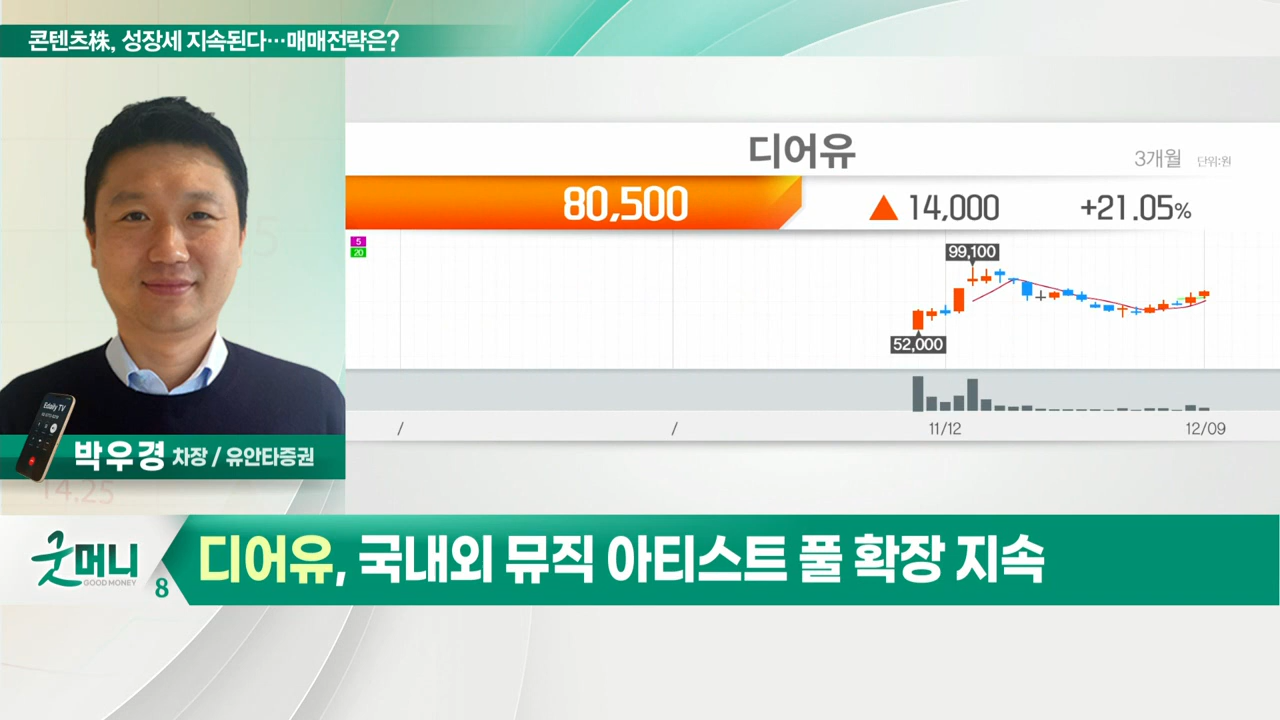 콘텐츠株, 성장세 지속된다…매매전략은?
디어유
3개월 단위:원
80,500 ▲ 14,000 +21.05%
5
20
99,100
52,000
/ / 11/12 12/09
Edaily TV
박우경 차장 / 유안타증권
14.25
굿머니
GOOD MONEY
8
디어유, 국내외 뮤직 아티스트 풀 확장 지속